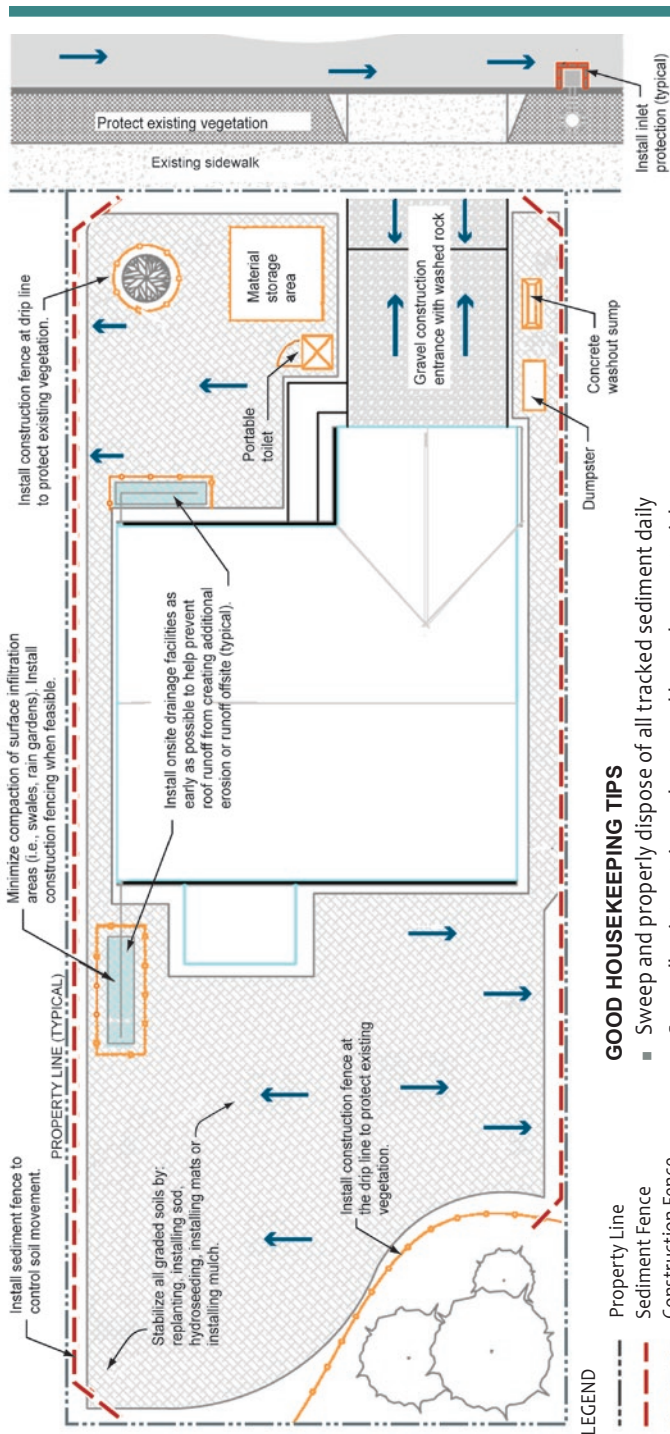 Install sediment fence to
control soil movement.
PROPERTY LINE (TYPICAL)
Minimize compaction of surface infiltration
areas (i.e., swales, rain gardens). Install
construction fencing when feasible.
Install construction fence at drip line
to protect existing vegetation.
Protect existing vegetation
Existing sidewalk
Stabilize all graded soils by:
replanting, installing sod,
hydroseeding, installing mats or
installing mulch.
Install onsite drainage facilities as
early as possible to help prevent
roof runoff from creating additional
erosion or runoff offsite (typical).
Portable
toilet
Material
storage
area
Install construction fence at
the drip line to protect existing
vegetation.
Gravel construction
entrance with washed rock
Dumpster
Concrete
washout sump
Install inlet
protection (typical)
LEGEND
Property Line
Sediment Fence
Construction Fence
GOOD HOUSEKEEPING TIPS
■ Sweep and properly dispose of all tracked sediment daily